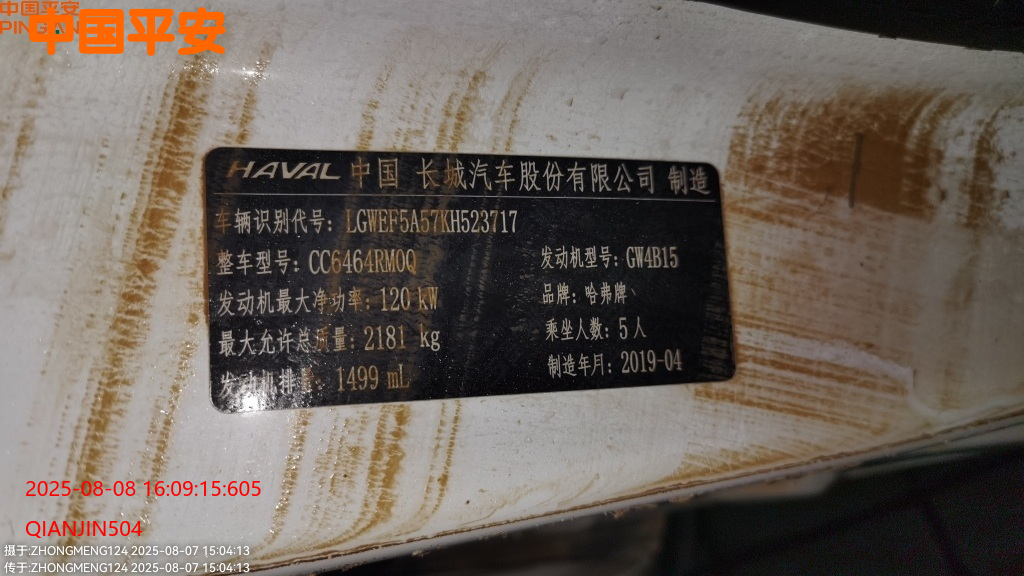 中国平安
PINGAN
中国平安
HAVAL 中国 长城汽车股份有限公司 制造
车辆识别代号: LGWEF5A57KH523717
整车型号: CC6464RM0Q 发动机型号: GW4B15
发动机最大净功率: 120 kW 品牌: 哈弗牌
最大允许总质量: 2181 kg 乘坐人数: 5人
发动机排量: 1499 mL 制造年月: 2019-04
2025-08-08 16:09:15:605
QIANJIN504
摄于:ZHONGMENG124 2025-08-07 15:04:13
传于:ZHONGMENG124 2025-08-07 15:04:13